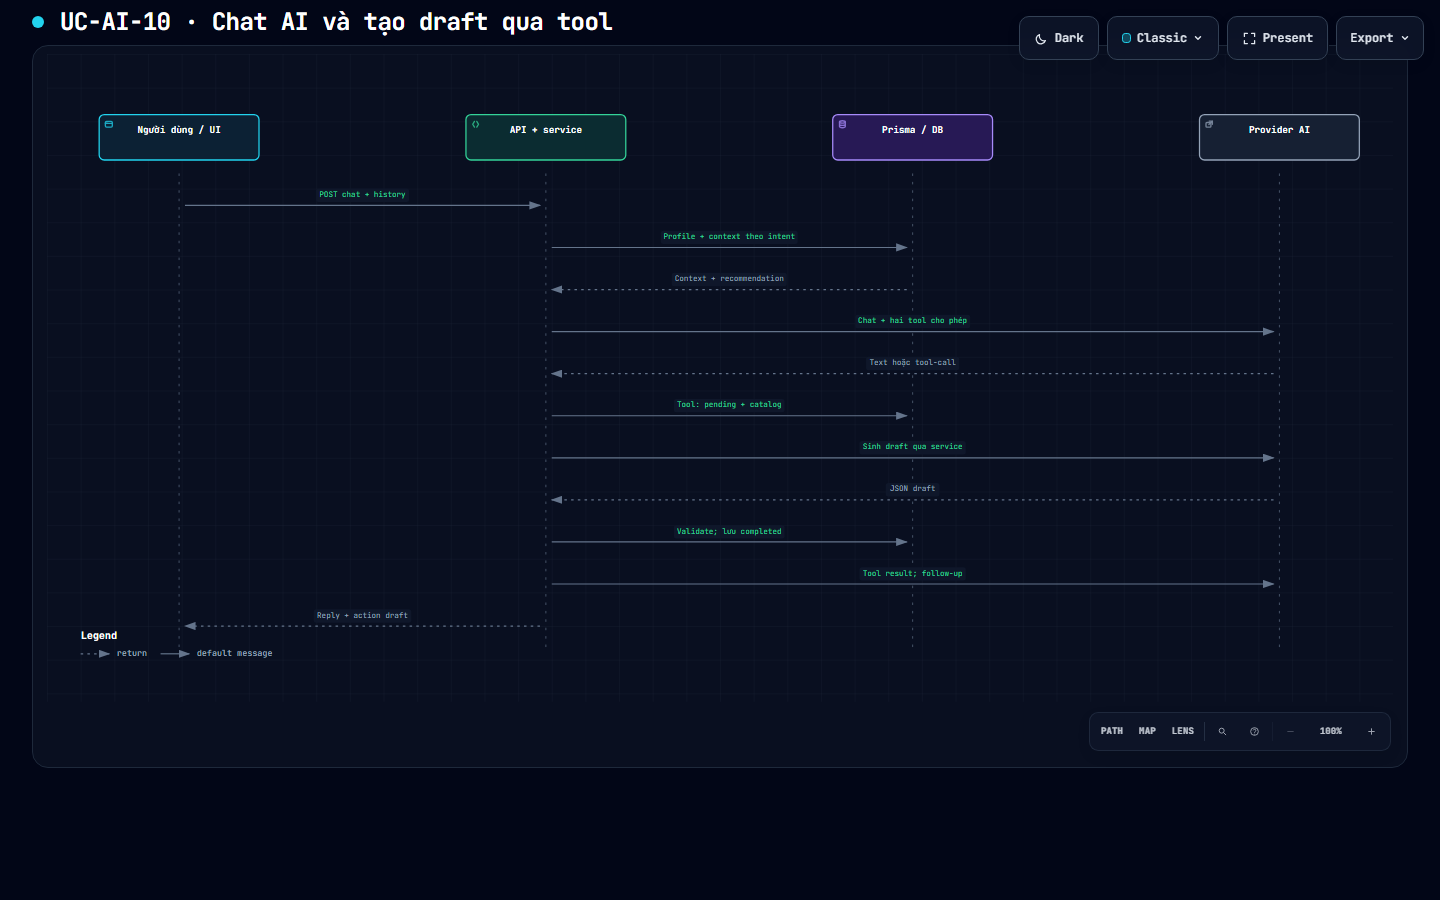 UC-AI-10 · Chat AI và tạo draft qua tool
Dark
Classic
Present
Export
Người dùng / UI
API + service
Prisma / DB
Provider AI
POST chat + history
Profile + context theo intent
Context + recommendation
Chat + hai tool cho phép
Text hoặc tool-call
Tool: pending + catalog
Sinh draft qua service
JSON draft
Validate; lưu completed
Tool result; follow-up
Reply + action draft
Legend
return
default message
PATH MAP LENS − 100% +